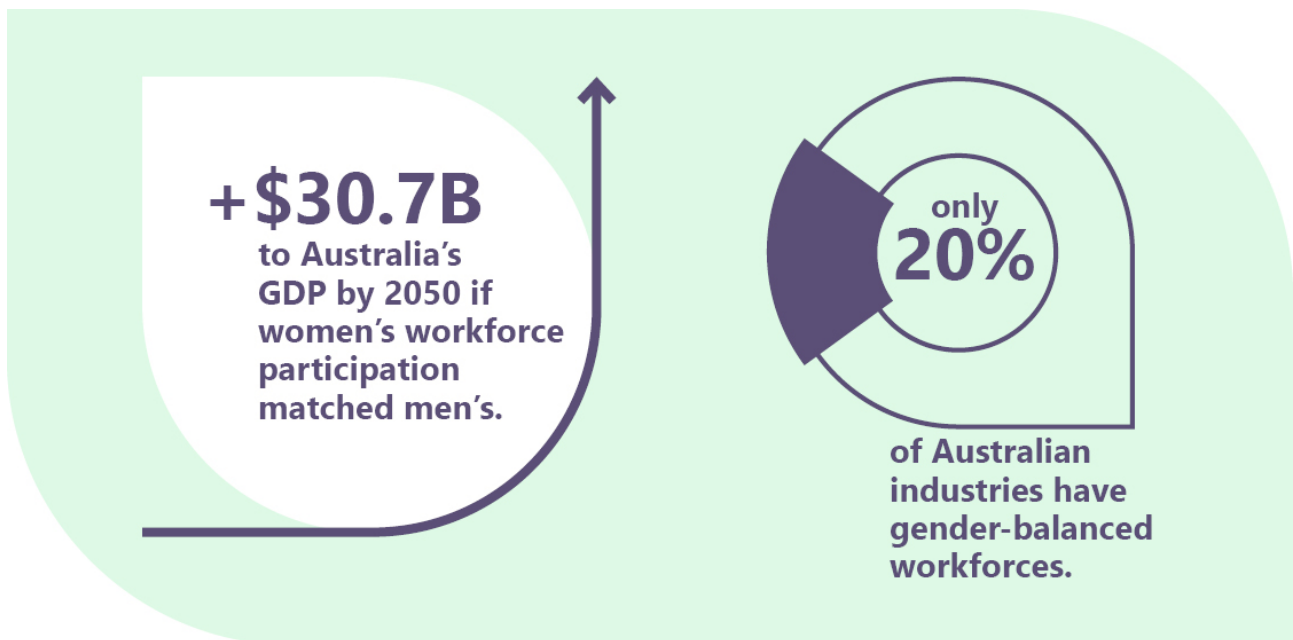 +$30.7B
to Australia’s
GDP by 2050 if
women’s workforce
participation
matched men’s.
only
20%
of Australian
industries have
gender-balanced
workforces.